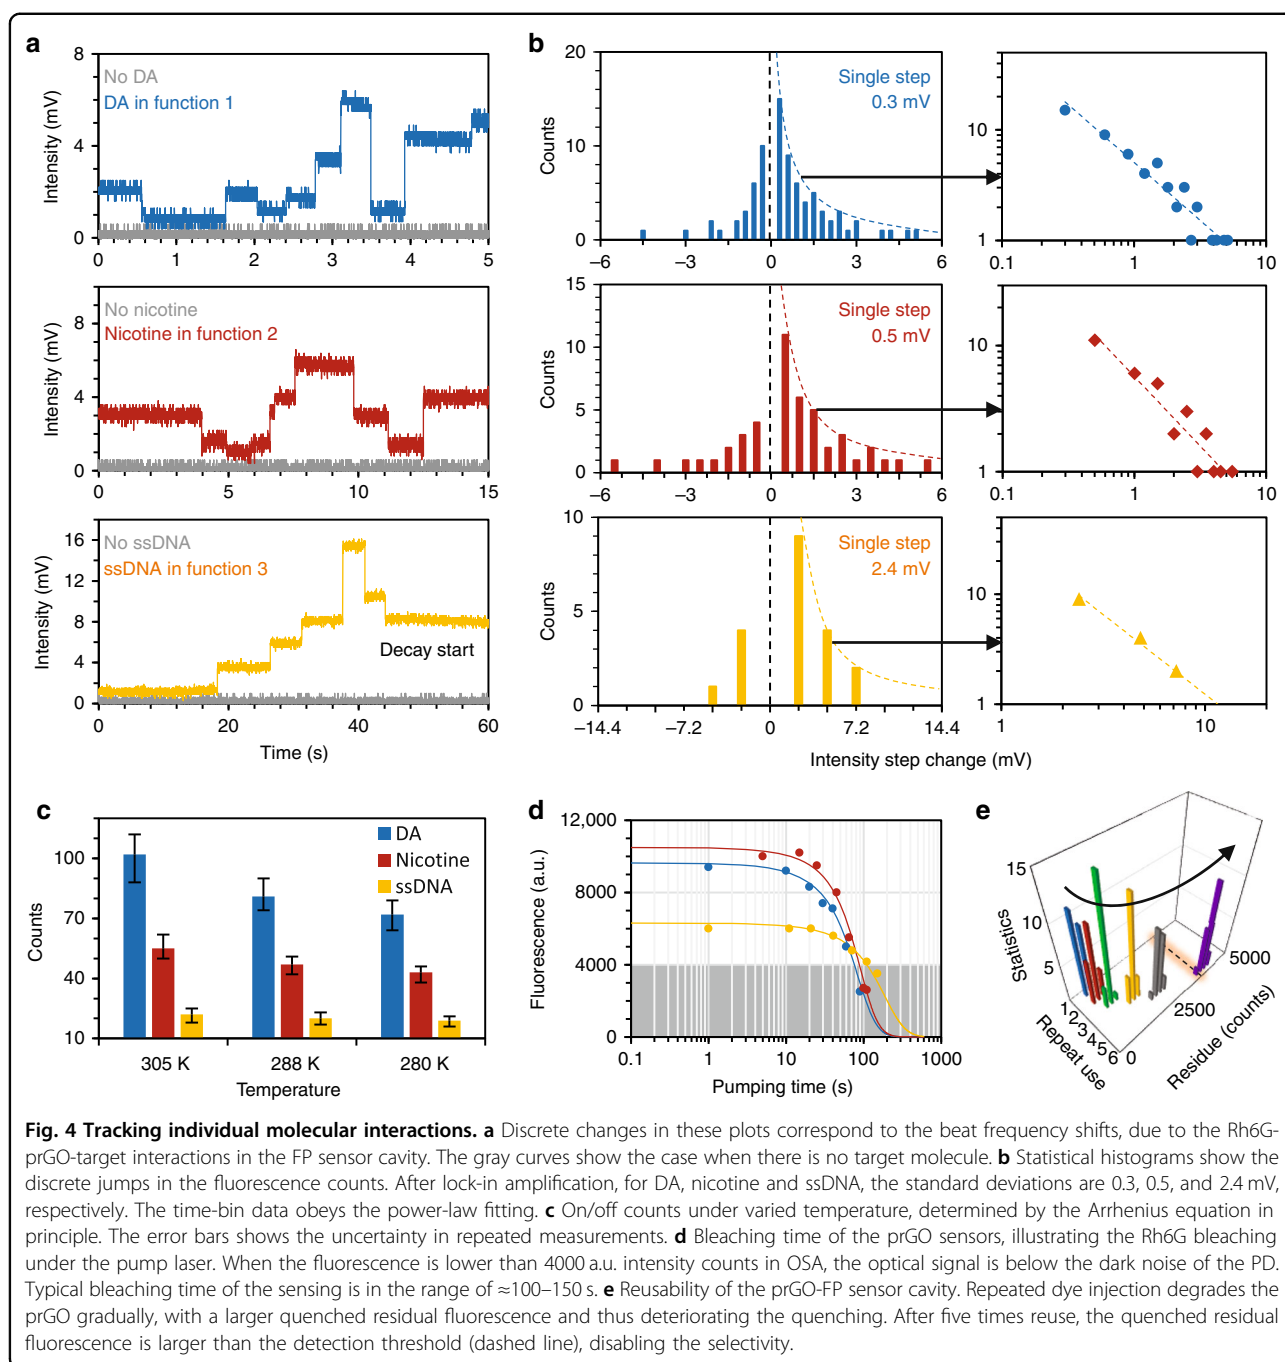 a
Intensity (mV)
8
4
0
No DA
DA in function 1
0 1 2 3 4 5
Intensity (mV)
8
4
0
No nicotine
Nicotine in function 2
0 5 10 15
Intensity (mV)
16
12
8
4
0
No ssDNA
ssDNA in function 3
Decay start
20 40 60
Time (s)
b
Counts
20
10
0
Single step
0.3 mV
−6 −3 0 3 6
10
1
0.1 1 10
Counts
15
10
5
0
Single step
0.5 mV
−6 −3 0 3 6
10
1
0.1 1 10
Counts
10
5
0
Single step
2.4 mV
−14.4 −7.2 0 7.2 14.4
10
1
1 10
Intensity step change (mV)
c
Counts
100
70
40
10
DA
Nicotine
ssDNA
305 K 288 K 280 K
Temperature
d
Fluorescence (a.u.)
12,000
8000
4000
0
0.1 1 10 100 1000
Pumping time (s)
e
Statistics
15
10
5
1 2 3 4 5 6
Repeat use
0 2500 5000
Residue (counts)
Fig. 4 Tracking individual molecular interactions. a Discrete changes in these plots correspond to the beat frequency shifts, due to the Rh6G-
prGO-target interactions in the FP sensor cavity. The gray curves show the case when there is no target molecule. b Statistical histograms show the
discrete jumps in the fluorescence counts. After lock-in amplification, for DA, nicotine and ssDNA, the standard deviations are 0.3, 0.5, and 2.4 mV,
respectively. The time-bin data obeys the power-law fitting. c On/off counts under varied temperature, determined by the Arrhenius equation in
principle. The error bars shows the uncertainty in repeated measurements. d Bleaching time of the prGO sensors, illustrating the Rh6G bleaching
under the pump laser. When the fluorescence is lower than 4000 a.u. intensity counts in OSA, the optical signal is below the dark noise of the PD.
Typical bleaching time of the sensing is in the range of ≈100–150 s. e Reusability of the prGO-FP sensor cavity. Repeated dye injection degrades the
prGO gradually, with a larger quenched residual fluorescence and thus deteriorating the quenching. After five times reuse, the quenched residual
fluorescence is larger than the detection threshold (dashed line), disabling the selectivity.